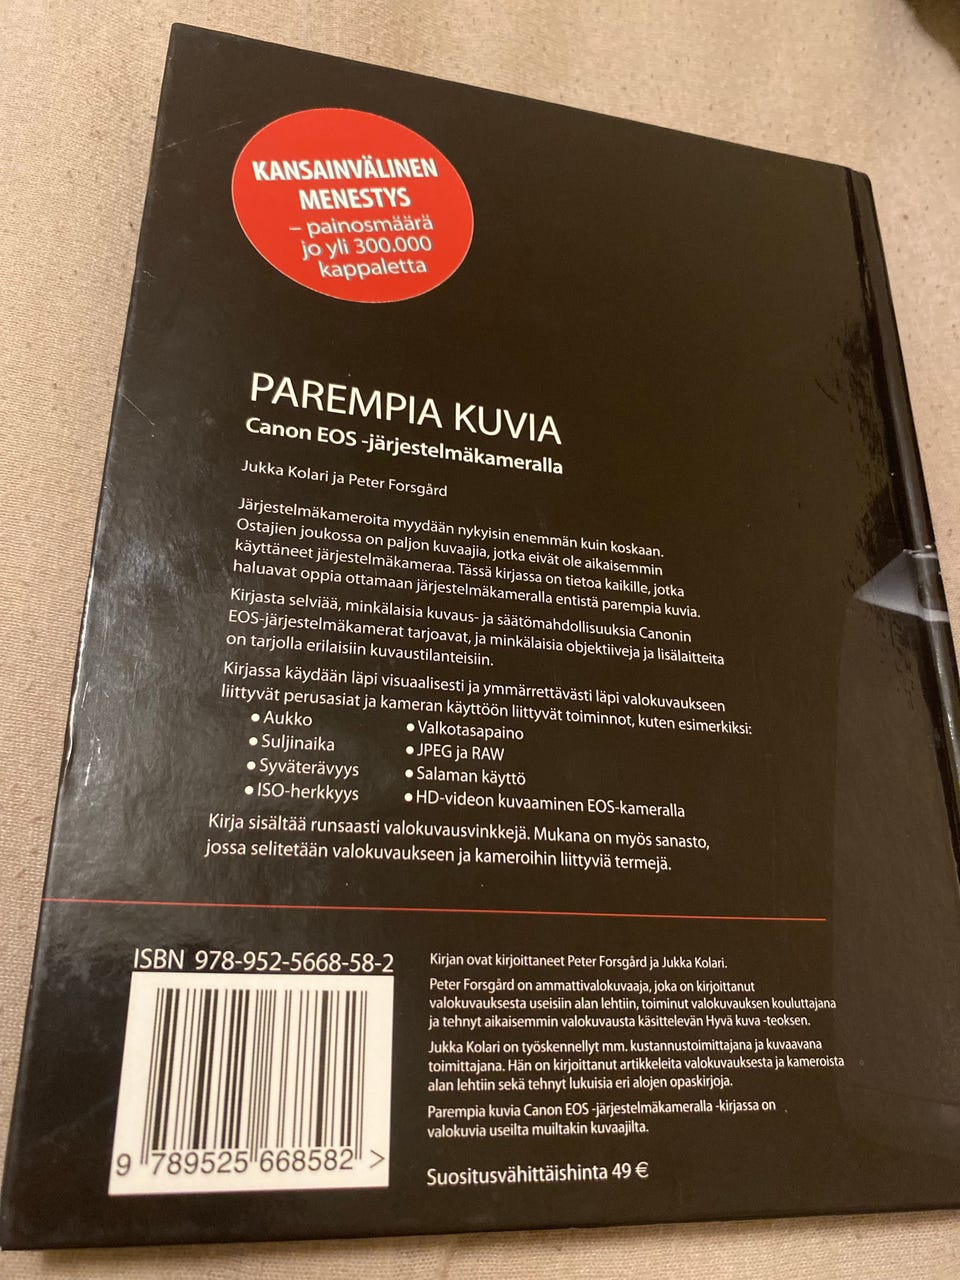 KANSAINVÄLINEN
MENESTYS
– painosmäärä
jo yli 300.000
kappaletta
PAREMPIA KUVIA
Canon EOS -järjestelmäkameralla
Jukka Kolari ja Peter Forsgård
Järjestelmäkameroita myydään nykyisin enemmän kuin koskaan.
Ostajien joukossa on paljon kuvaajia, jotka eivät ole aikaisemmin
käyttäneet järjestelmäkameraa. Tässä kirjassa on tietoa kaikille, jotka
haluavat oppia ottamaan järjestelmäkameralla entistä parempia kuvia.
Kirjasta selviää, minkälaisia kuvaus- ja säätömahdollisuuksia Canonin
EOS-järjestelmäkamerat tarjoavat, ja minkälaisia objektiiveja ja lisälaitteita
on tarjolla erilaisiin kuvaustilanteisiin.
Kirjassa käydään läpi visuaalisesti ja ymmärrettävästi läpi valokuvaukseen
liittyvät perusasiat ja kameran käyttöön liittyvät toiminnot, kuten esimerkiksi:
• Aukko
• Suljinaika
• Syväterävyys
• ISO-herkkyys
• Valkotasapaino
• JPEG ja RAW
• Salaman käyttö
• HD-videon kuvaaminen EOS-kameralla
Kirja sisältää runsaasti valokuvausvinkkejä. Mukana on myös sanasto,
jossa selitetään valokuvaukseen ja kameroihin liittyviä termejä.
ISBN 978-952-5668-58-2
9 789525 668582 >
Kirjan ovat kirjoittaneet Peter Forsgård ja Jukka Kolari.
Peter Forsgård on ammattivalokuvaaja, joka on kirjoittanut
valokuvauksesta useisiin alan lehtiin, toiminut valokuvauksen kouluttajana
ja tehnyt aikaisemmin valokuvausta käsittelevän Hyvä kuva -teoksen.
Jukka Kolari on työskennellyt mm. kustannustoimittajana ja kuvaavana
toimittajana. Hän on kirjoittanut artikkeleita valokuvauksesta ja kameroista
alan lehtiin sekä tehnyt lukuisia eri alojen opaskirjoja.
Parempia kuvia Canon EOS -järjestelmäkameralla -kirjassa on
valokuvia useilta muiltakin kuvaajilta.
Suositusvähittäishinta 49 €